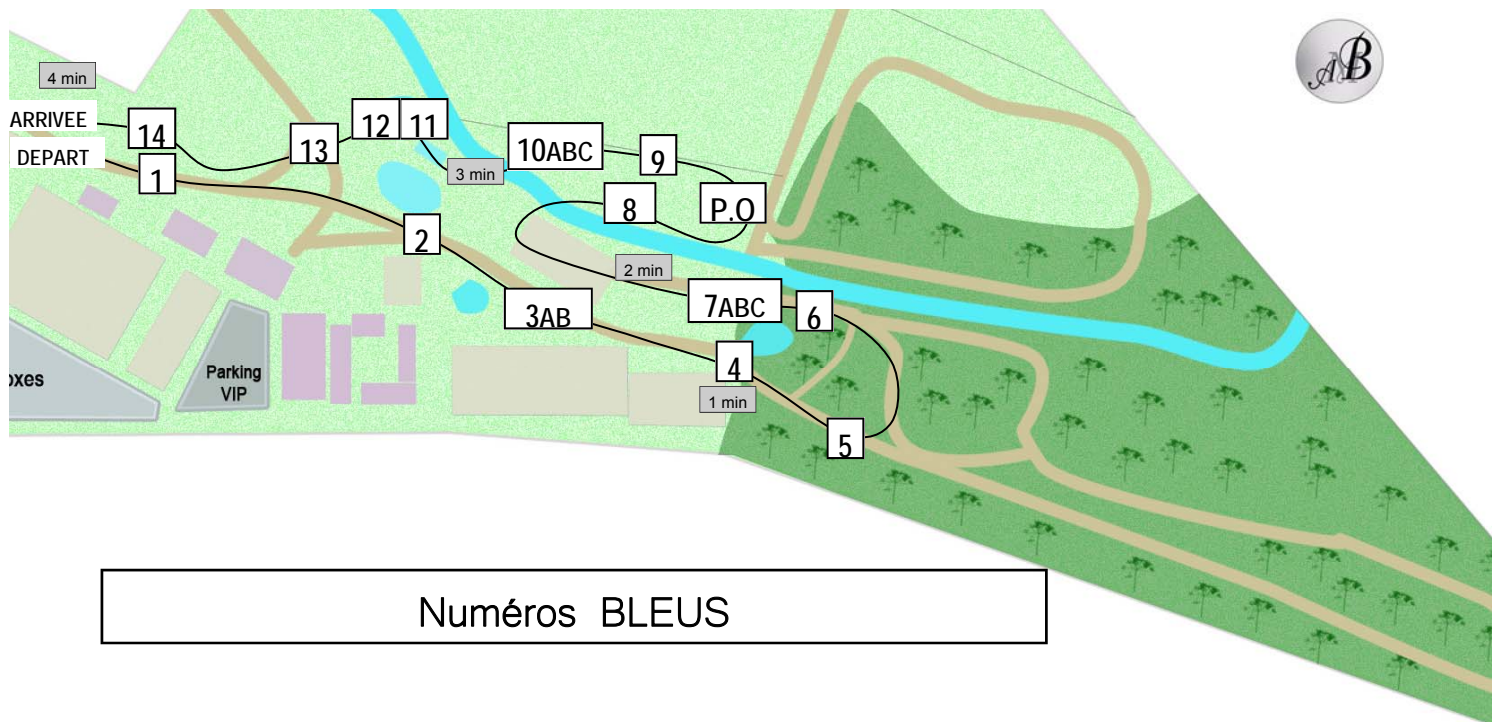 4 min
ARRIVEE
14
13
12
11
10ABC
9
DEPART
1
3 min
P.O
8
2
2 min
7ABC
6
3AB
4
Parking
VIP
oxes
1 min
5
Numéros BLEUS
AB